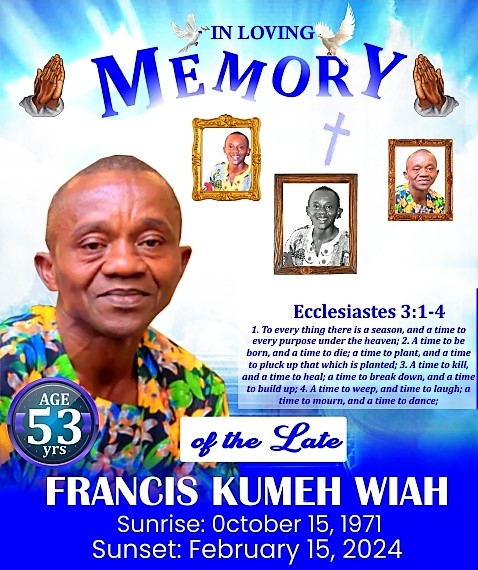 IN LOVING
MEMORY
Ecclesiastes 3:1-4
1. To every thing there is a season, and a time to
every purpose under the heaven; 2. A time to be
born, and a time to die; a time to plant, and a time
to pluck up that which is planted; 3. A time to kill,
and a time to heal; a time to break down, and a time
to build up; 4. A time to weep, and time to laugh; a
time to mourn, and a time to dance;
AGE
53
yrs
of the Late
FRANCIS KUMEH WIAH
Sunrise: October 15, 1971
Sunset: February 15, 2024